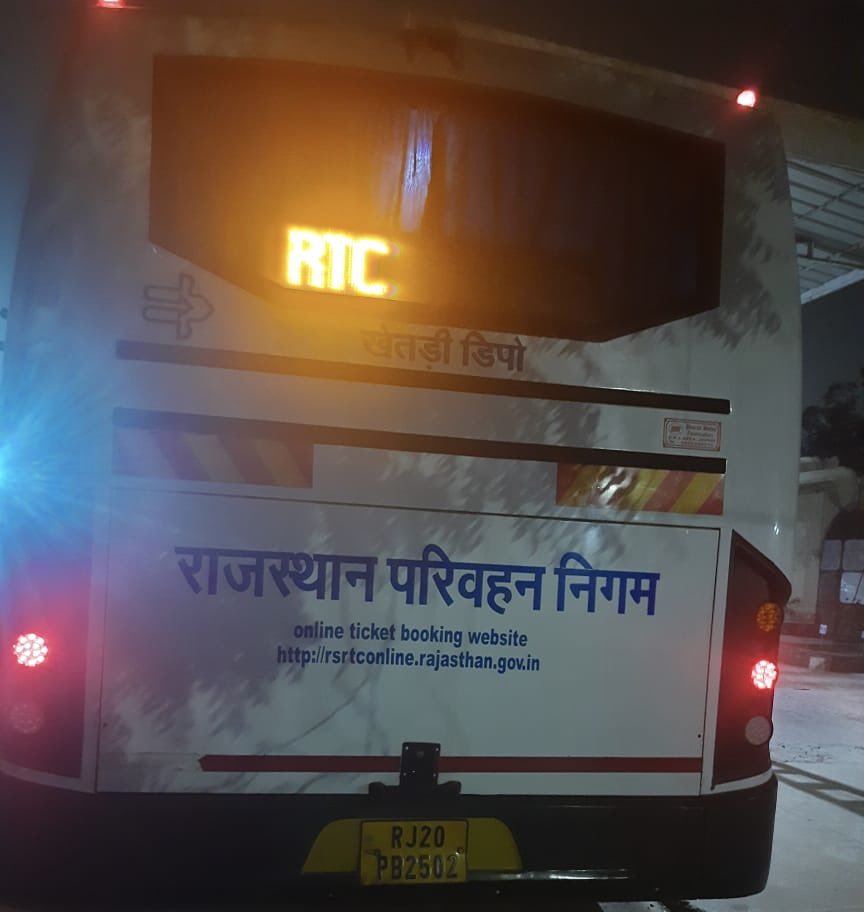 RTC
खेतड़ी डिपो
राजस्थान परिवहन निगम
online ticket booking website
http://rsrtconline.rajasthan.gov.in
RJ20
PB2502